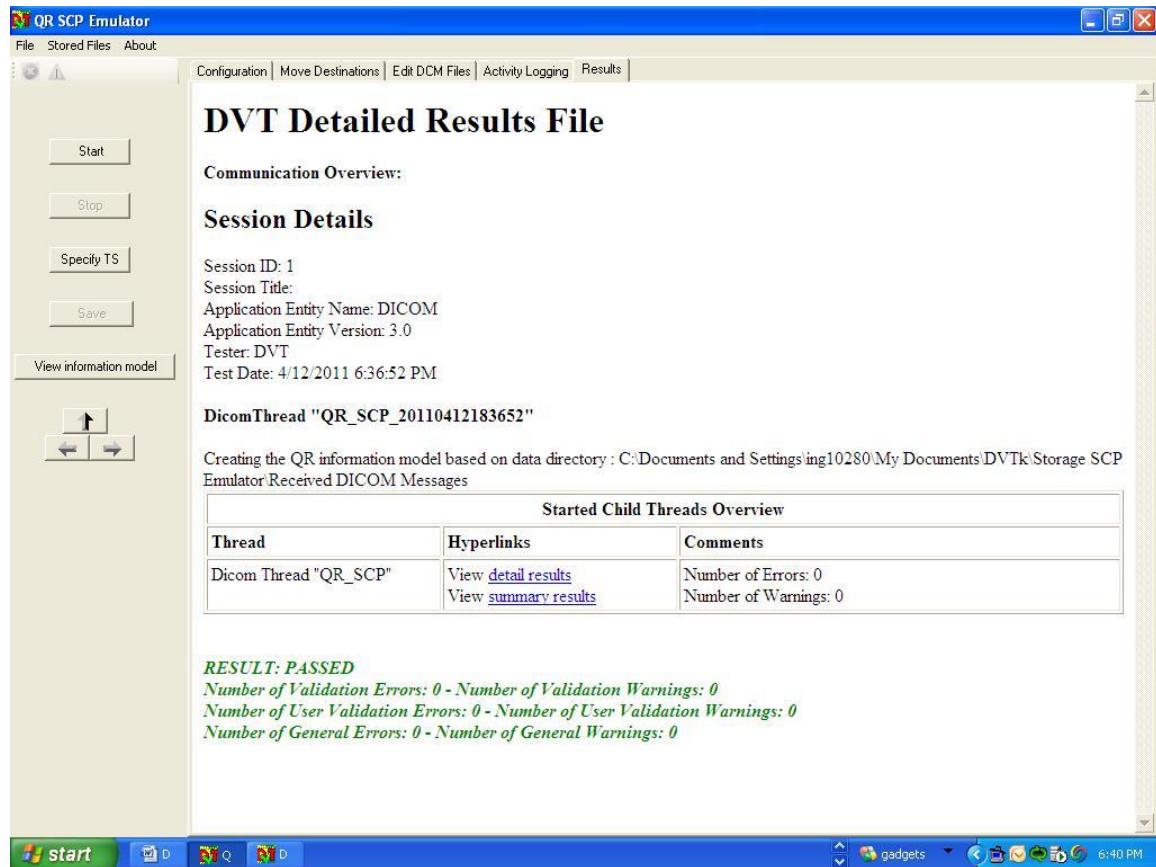 QR SCP Emulator
File Stored Files About
Configuration Move Destinations Edit DCM Files Activity Logging Results
Start
Stop
Specify TS
Save
View information model
DVT Detailed Results File
Communication Overview:
Session Details
Session ID: 1
Session Title:
Application Entity Name: DICOM
Application Entity Version: 3.0
Tester: DVT
Test Date: 4/12/2011 6:36:52 PM
DicomThread "QR_SCP_20110412183652"
Creating the QR information model based on data directory : C:\Documents and Settings\ing10280\My Documents\DVTk\Storage SCP
Emulator\Received DICOM Messages
Started Child Threads Overview
Thread Hyperlinks Comments
Dicom Thread "QR_SCP" View detail results Number of Errors: 0
View summary results Number of Warnings: 0
RESULT: PASSED
Number of Validation Errors: 0 - Number of Validation Warnings: 0
Number of User Validation Errors: 0 - Number of User Validation Warnings: 0
Number of General Errors: 0 - Number of General Warnings: 0
start D Q D gadgets 6:40 PM